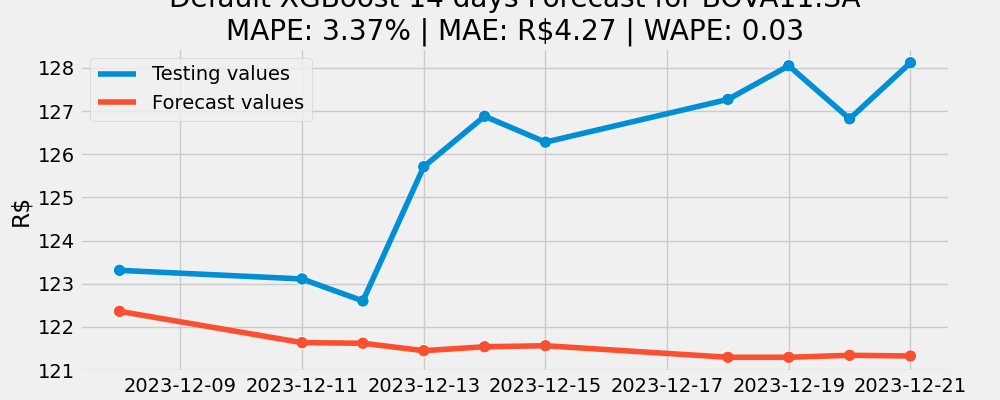 Default XGBoost 14 days Forecast for BOVA11.SA
MAPE: 3.37% | MAE: R$4.27 | WAPE: 0.03
Testing values
Forecast values
R$
128
127
126
125
124
123
122
121
2023-12-09 2023-12-11 2023-12-13 2023-12-15 2023-12-17 2023-12-19 2023-12-21